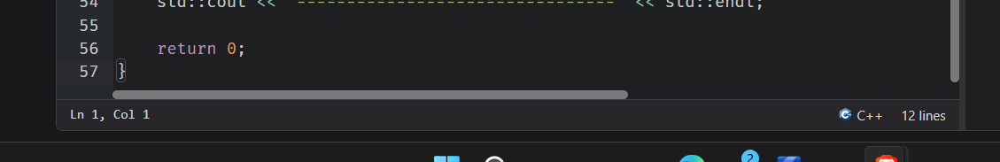 54 std::cout << "--------------------------------" << std::endl;
55
56 return 0;
57 }
Ln 1, Col 1 C++ 12 lines
2